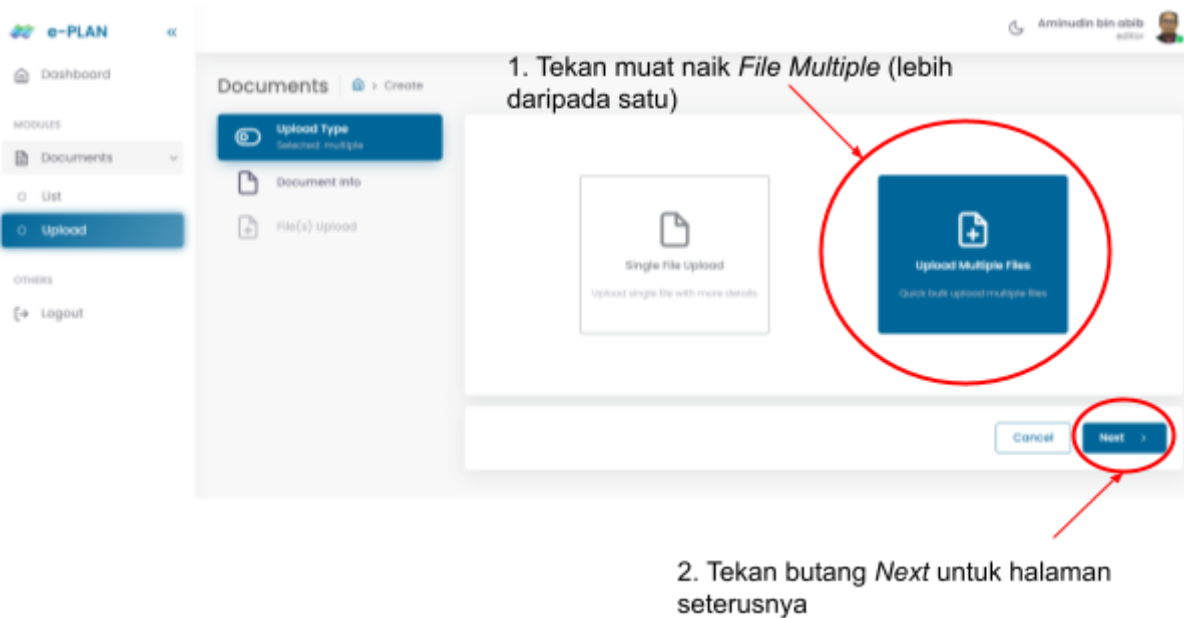 e-PLAN «
Aminudin bin abib
editor
Dashboard
MODULES
Documents
List
Upload
OTHERS
Logout
Documents > Create
1. Tekan muat naik File Multiple (lebih
daripada satu)
Upload Type
Selected: multiple
Document Info
File(s) Upload
Single File Upload
Upload single file with more details
Upload Multiple Files
Quick bulk upload multiple files
Cancel
Next >
2. Tekan butang Next untuk halaman
seterusnya